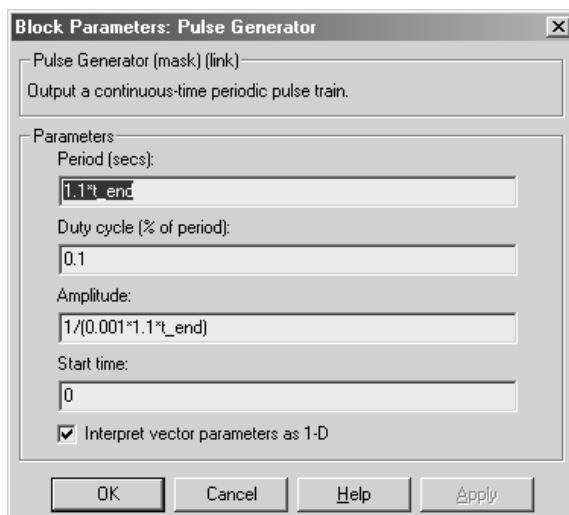 Block Parameters: Pulse Generator
Pulse Generator (mask) (link)
Output a continuous-time periodic pulse train.
Parameters
Period (secs):
1.1*t_end
Duty cycle (% of period):
0.1
Amplitude:
1/(0.001*1.1*t_end)
Start time:
0
Interpret vector parameters as 1-D
OK Cancel Help Apply